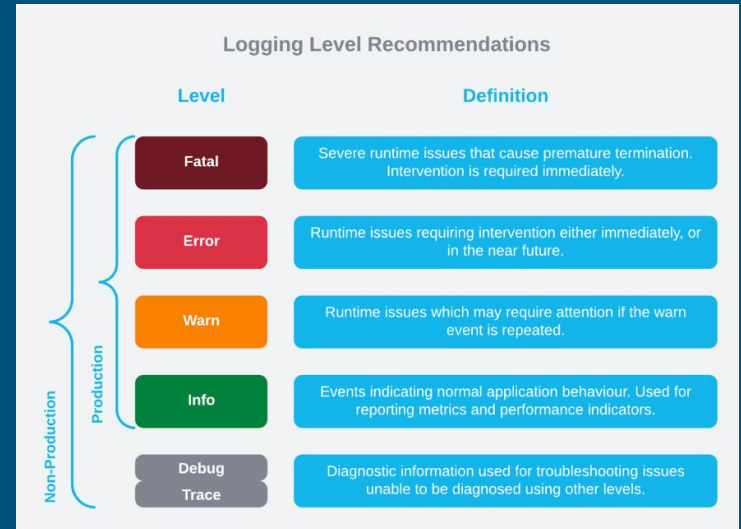 Logging Level Recommendations
Level
Definition
Fatal
Severe runtime issues that cause premature termination.
Intervention is required immediately.
Error
Runtime issues requiring intervention either immediately, or
in the near future.
Warn
Runtime issues which may require attention if the warn
event is repeated.
Info
Events indicating normal application behaviour. Used for
reporting metrics and performance indicators.
Debug
Trace
Diagnostic information used for troubleshooting issues
unable to be diagnosed using other levels.
Production
Non-Production